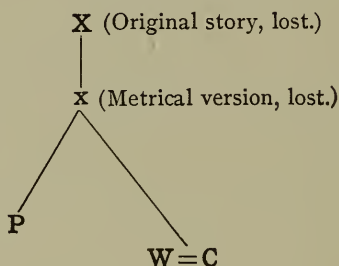 X (Original story, lost.)
x (Metrical version, lost.)
P
W=C